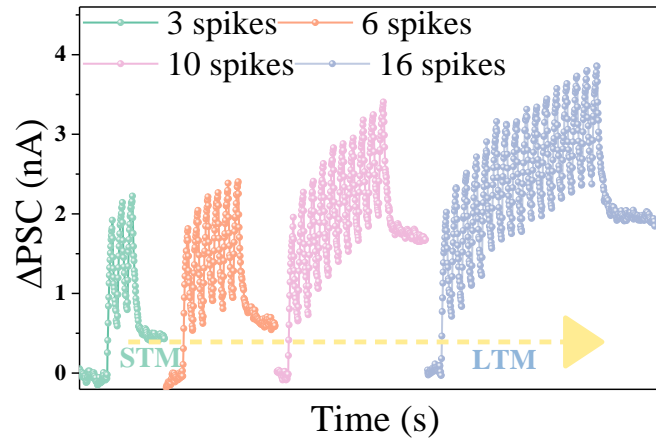 3 spikes 6 spikes
10 spikes 16 spikes
4
3
2
1
0
ΔPSC (nA)
STM
LTM
Time (s)